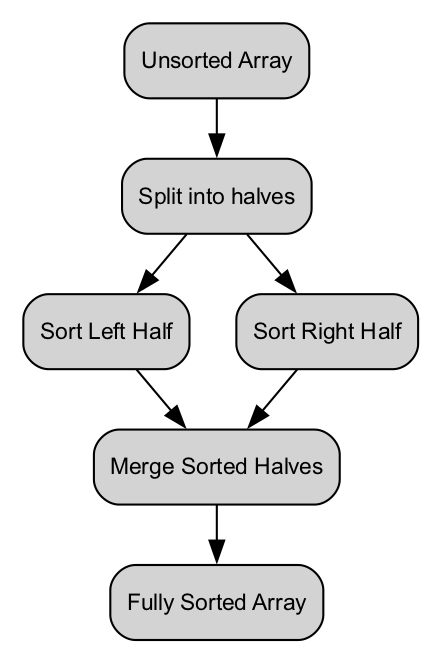 Unsorted Array
Split into halves
Sort Left Half
Sort Right Half
Merge Sorted Halves
Fully Sorted Array